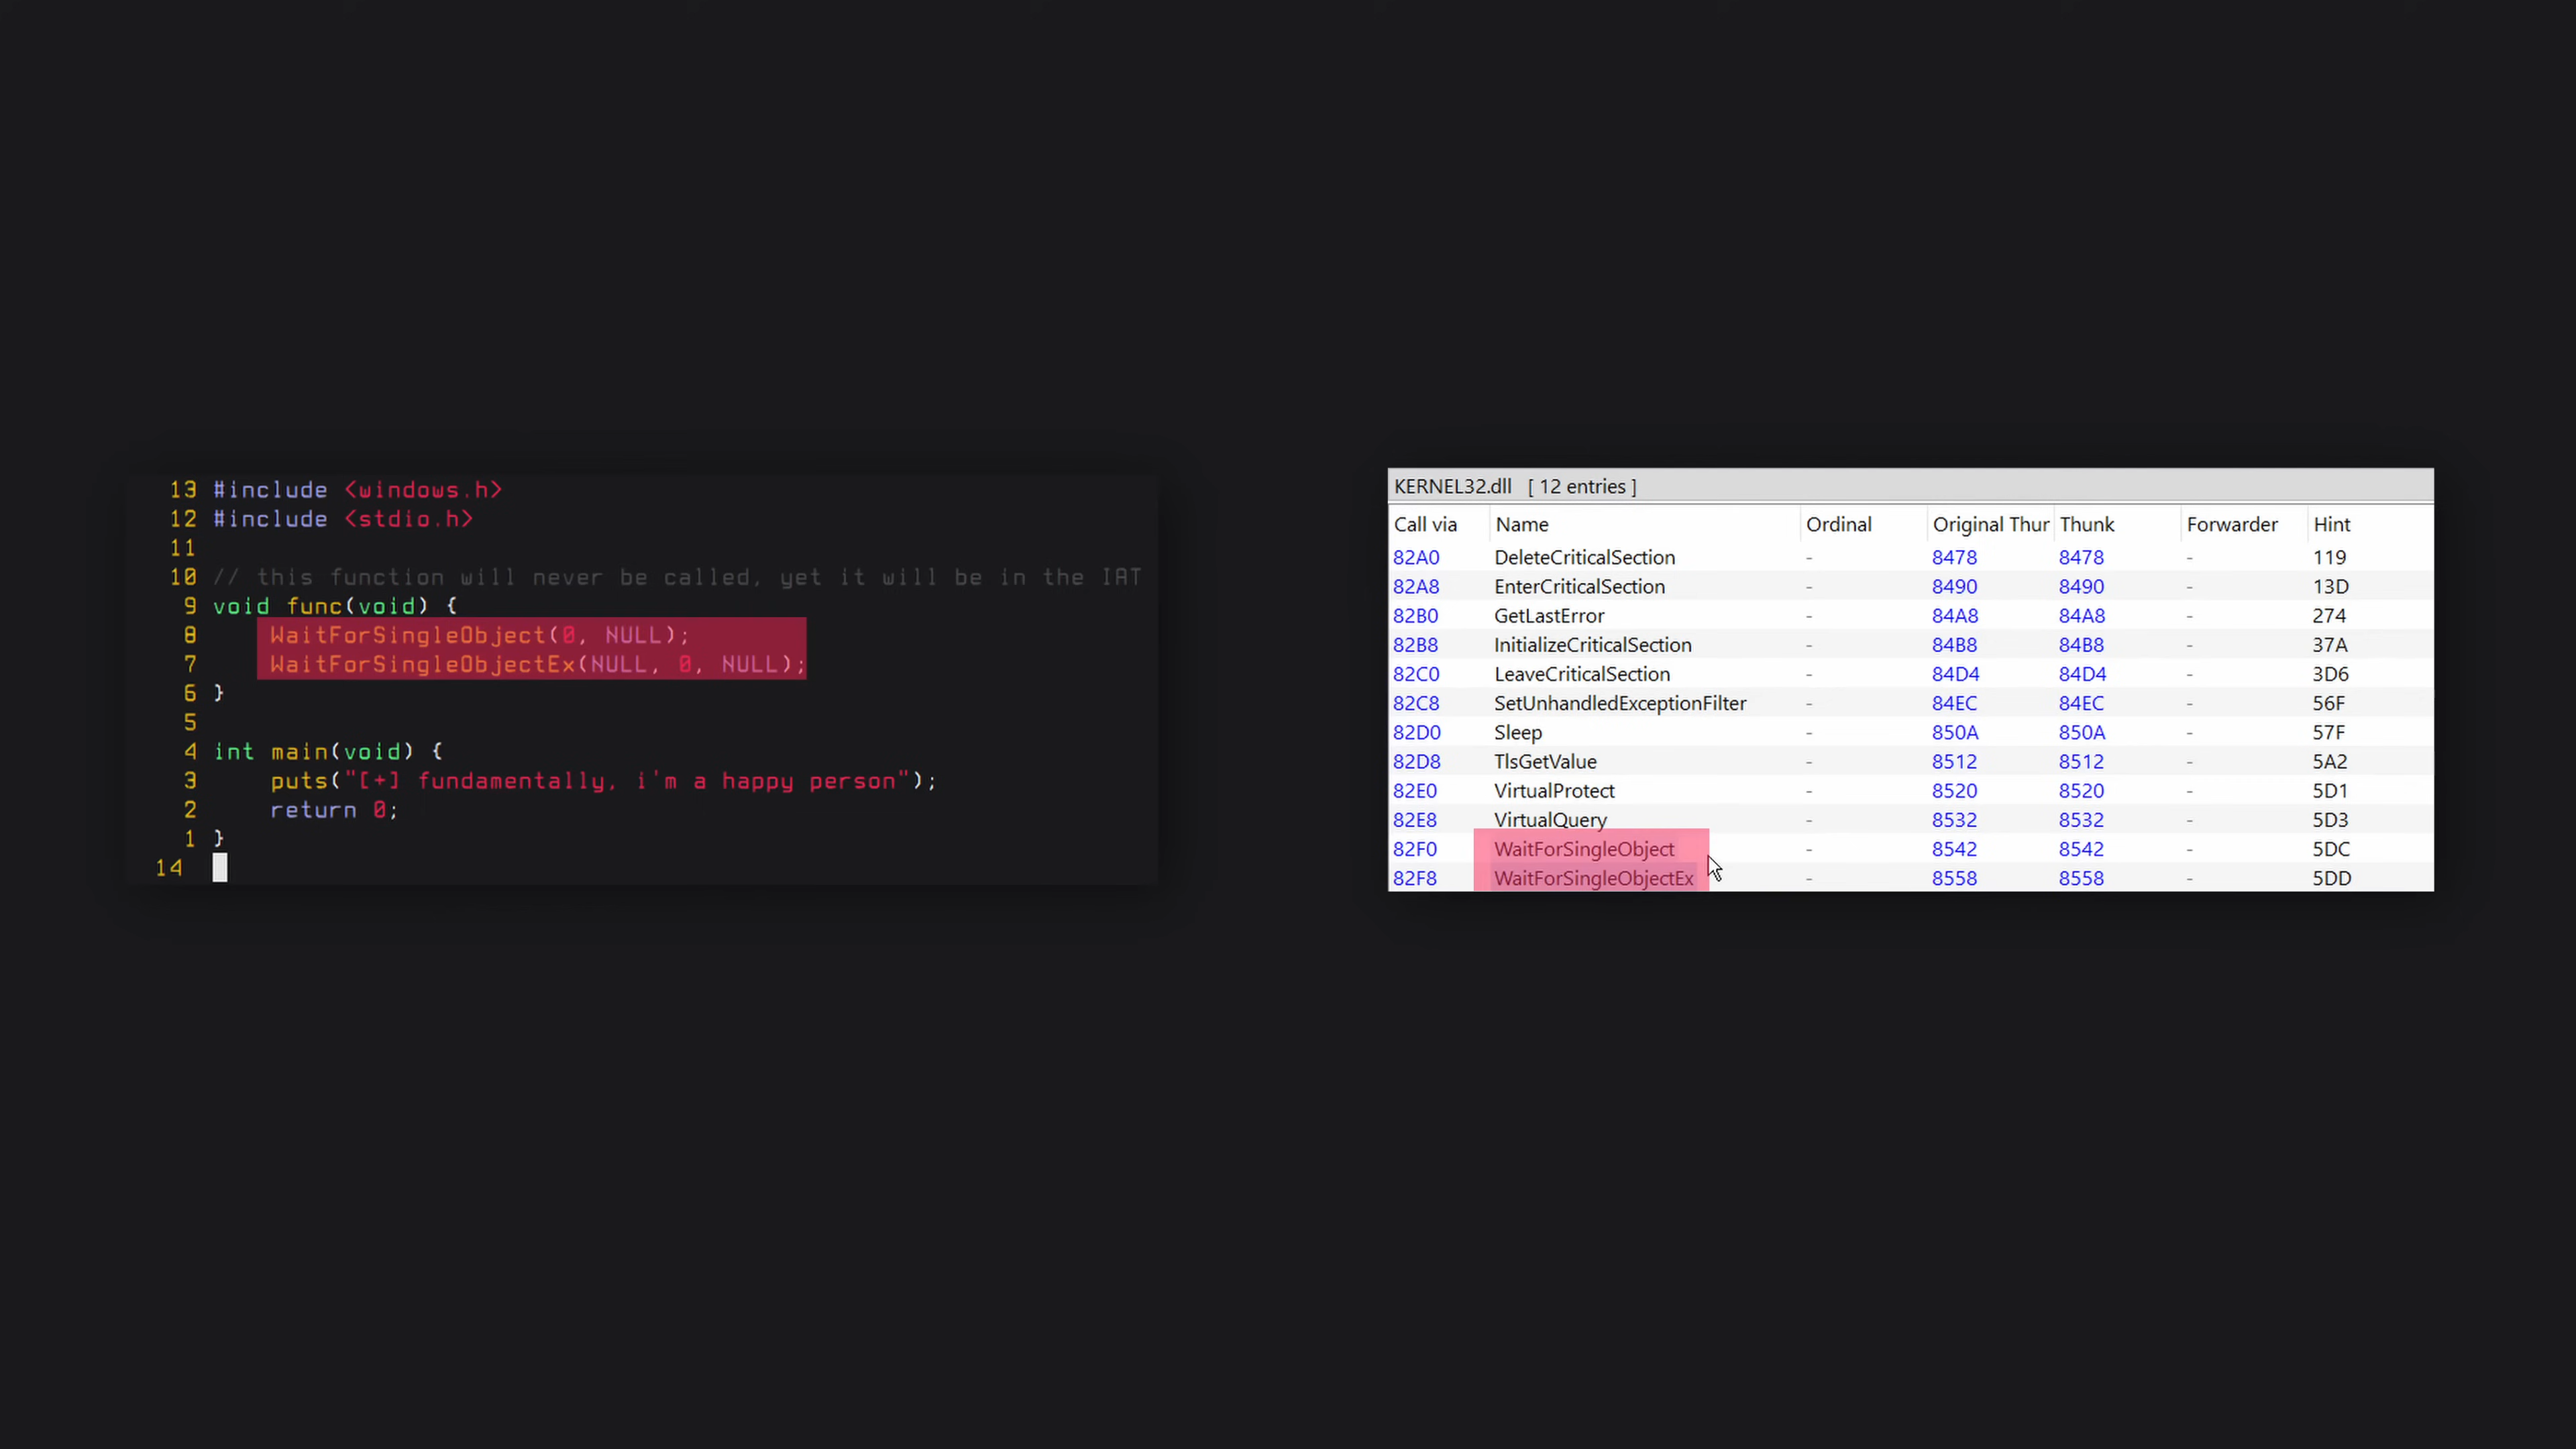 13 #include <windows.h>
12 #include <stdio.h>
11
10 // this function will never be called, yet it will be in the IAT
9 void func(void) {
8 WaitForSingleObject(0, NULL);
7 WaitForSingleObjectEx(NULL, 0, NULL);
6 }
5
4 int main(void) {
3 puts("[+] fundamentally, i'm a happy person");
2 return 0;
1 }
14
KERNEL32.dll [ 12 entries ]
Call via Name Ordinal Original Thur Thunk Forwarder Hint
82A0 DeleteCriticalSection - 8478 8478 - 119
82A8 EnterCriticalSection - 8490 8490 - 13D
82B0 GetLastError - 84A8 84A8 - 274
82B8 InitializeCriticalSection - 84B8 84B8 - 37A
82C0 LeaveCriticalSection - 84D4 84D4 - 3D6
82C8 SetUnhandledExceptionFilter - 84EC 84EC - 56F
82D0 Sleep - 850A 850A - 57F
82D8 TlsGetValue - 8512 8512 - 5A2
82E0 VirtualProtect - 8520 8520 - 5D1
82E8 VirtualQuery - 8532 8532 - 5D3
82F0 WaitForSingleObject - 8542 8542 - 5DC
82F8 WaitForSingleObjectEx - 8558 8558 - 5DD